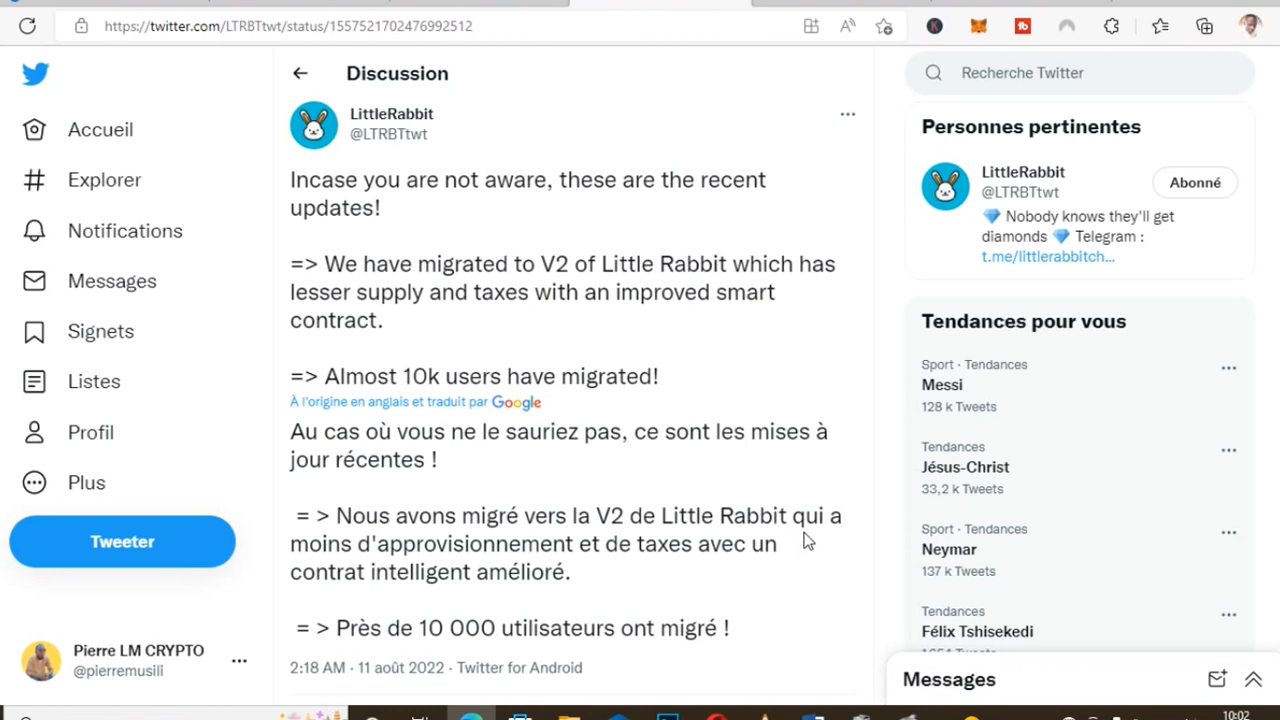 https://twitter.com/LTRBTtwt/status/1557521702476992512
Accueil
Explorer
Notifications
Messages
Signets
Listes
Profil
Plus
Tweeter
Pierre LM CRYPTO
@pierremusili
Discussion
LittleRabbit
@LTRBTtwt
Incase you are not aware, these are the recent
updates!
=> We have migrated to V2 of Little Rabbit which has
lesser supply and taxes with an improved smart
contract.
=> Almost 10k users have migrated!
À l'origine en anglais et traduit par Google
Au cas où vous ne le sauriez pas, ce sont les mises à
jour récentes !
= > Nous avons migré vers la V2 de Little Rabbit qui a
moins d'approvisionnement et de taxes avec un
contrat intelligent amélioré.
= > Près de 10 000 utilisateurs ont migré !
2:18 AM · 11 août 2022 · Twitter for Android
Recherche Twitter
Personnes pertinentes
LittleRabbit
@LTRBTtwt
Abonné
💎 Nobody knows they'll get
diamonds 💎 Telegram :
t.me/littlerabbitch...
Tendances pour vous
Sport · Tendances
Messi
128 k Tweets
Tendances
Jésus-Christ
33,2 k Tweets
Sport · Tendances
Neymar
137 k Tweets
Tendances
Félix Tshisekedi
Messages
10:02